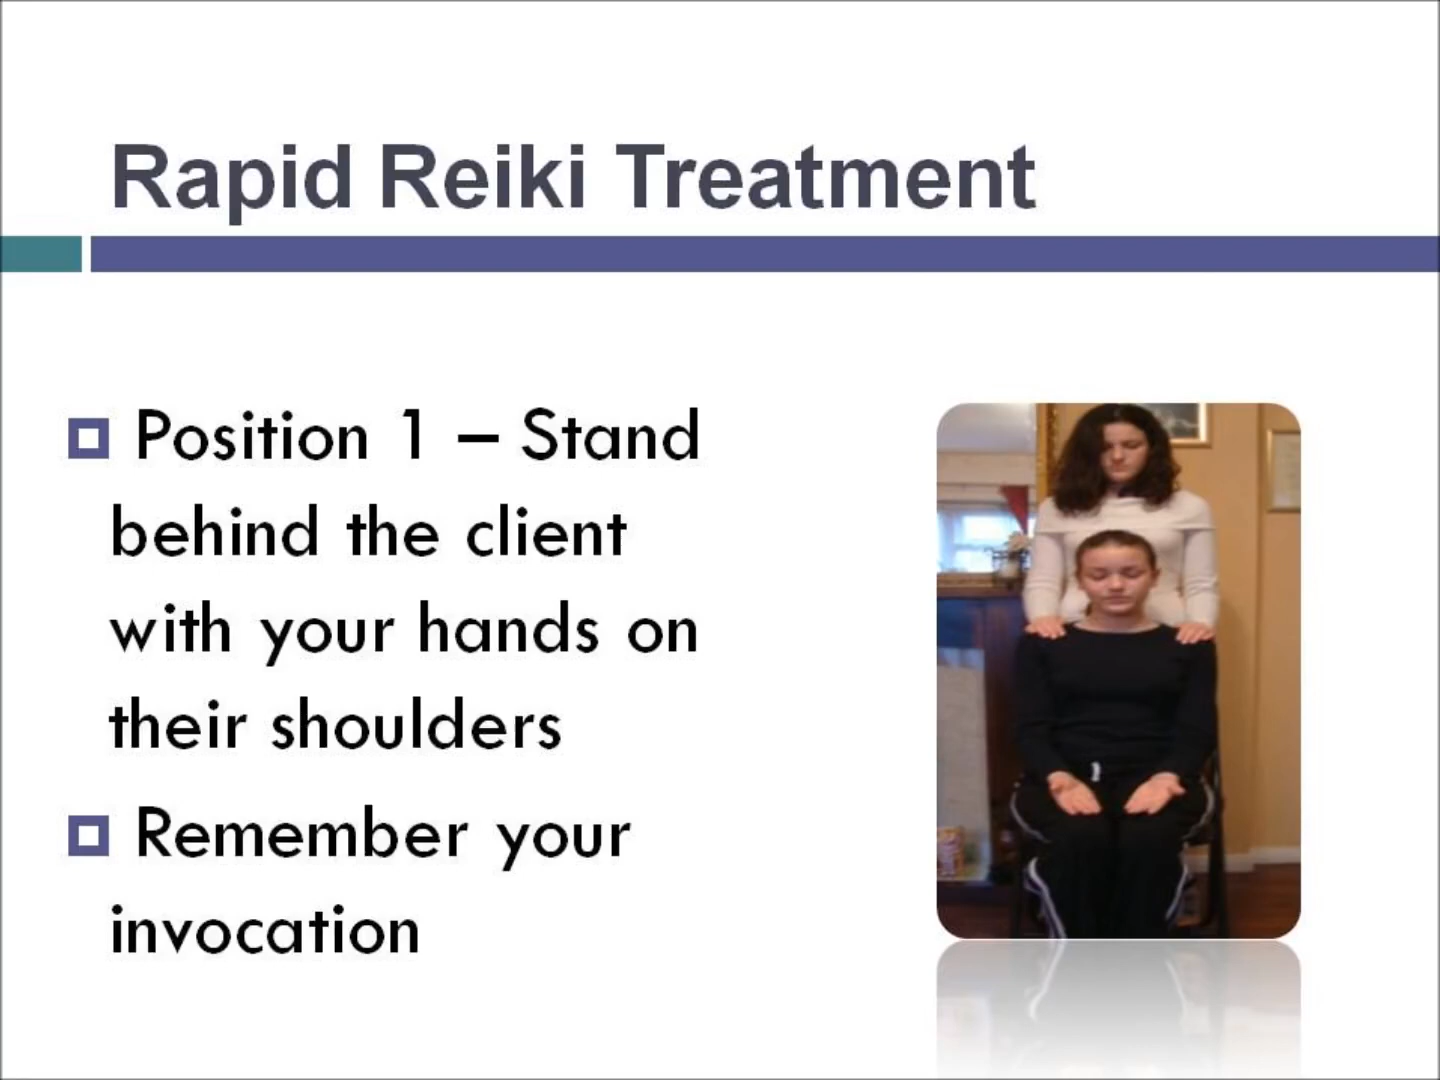 Rapid Reiki Treatment
Position 1 – Stand
behind the client
with your hands on
their shoulders
Remember your
invocation